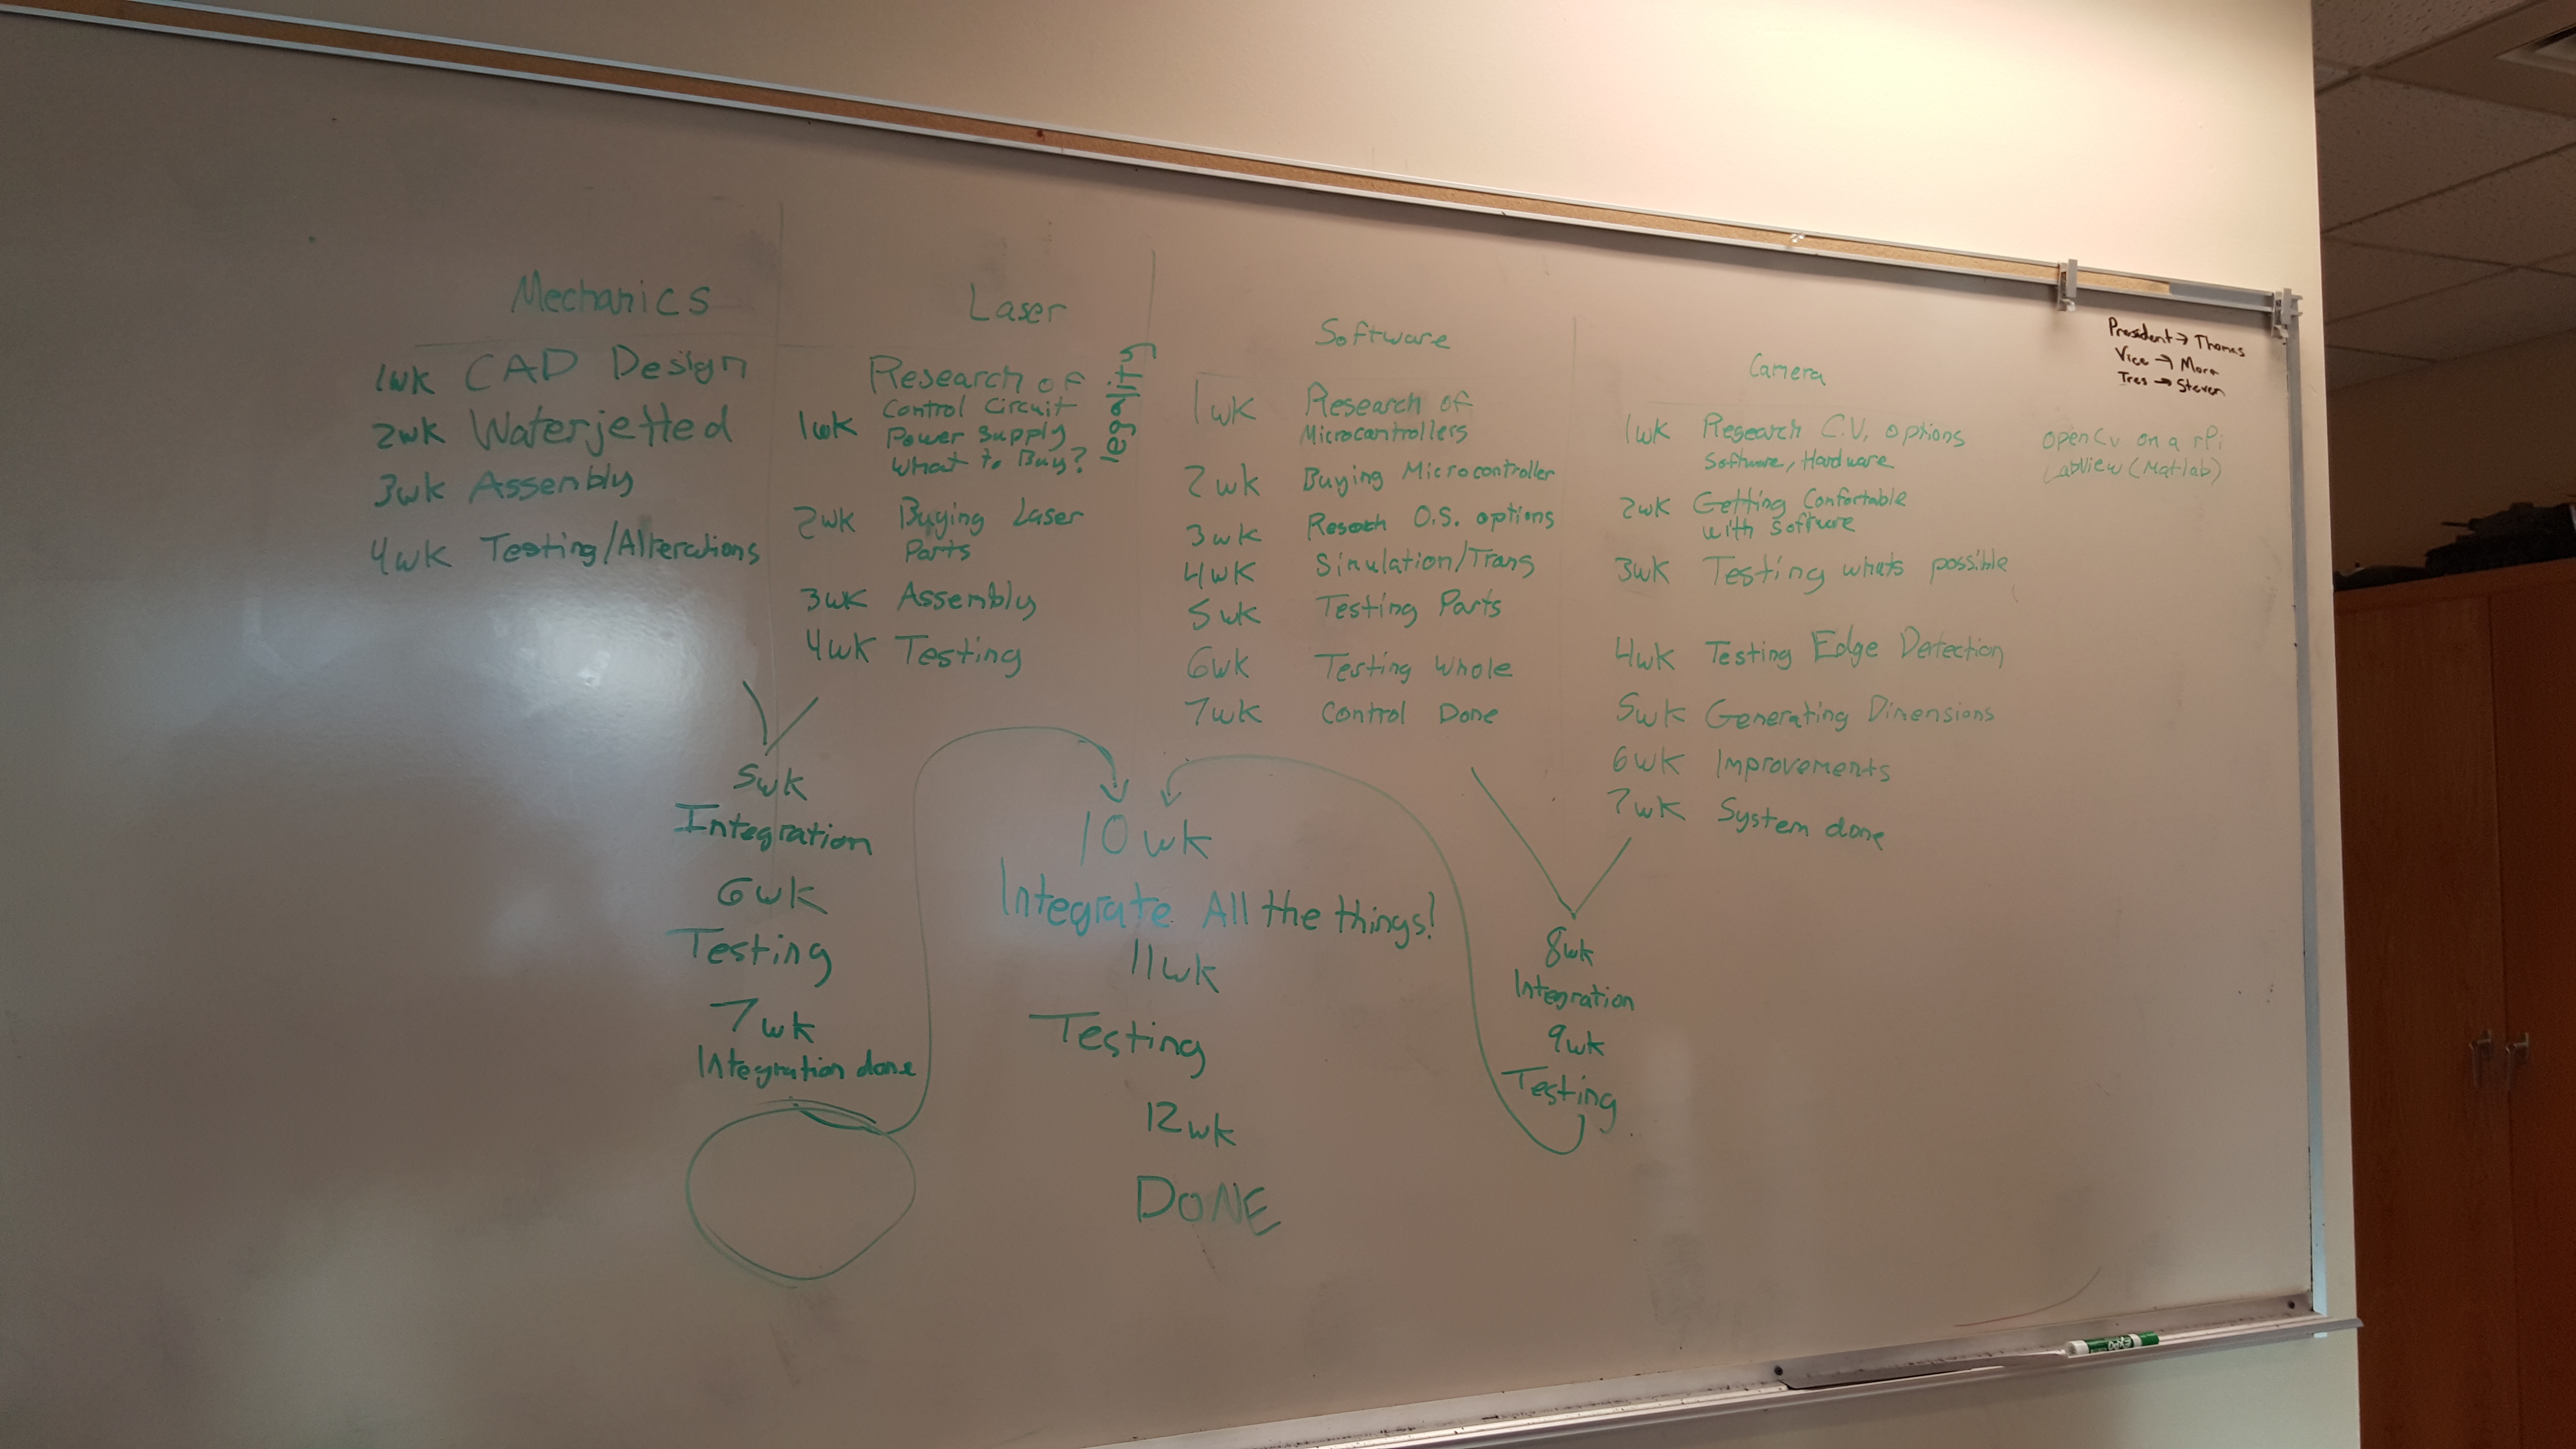 Mechanics
1wk CAD Design
2wk Waterjetted
3wk Assembly
4wk Testing/Alterations
Laser
Research of
Control Circuit
1wk Power Supply
What to Buy?
legality
2wk Buying Laser
Parts
3wk Assembly
4wk Testing
5wk
Integration
6wk
Testing
7wk
Integration done
Software
1wk Research of
Microcontrollers
2wk Buying Microcontroller
3wk O.S. options
4wk Simulation/Trans
5wk Testing Parts
6wk Testing Whole
7wk Control Done
Camera
1wk Research C.V. options
Software, Hardware
2wk Getting Confortable
with software
3wk Testing whats possible
4wk Testing Edge Detection
5wk Generating Dimensions
6wk Improvements
7wk System done
OpenCv on a rPi
LabView (Matlab)
8wk
Integration
9wk
Testing
10wk
Integrate All the things!
11wk
Testing
12wk
DONE
President → Thomas
Vice →
Tres → Steven
EXPO